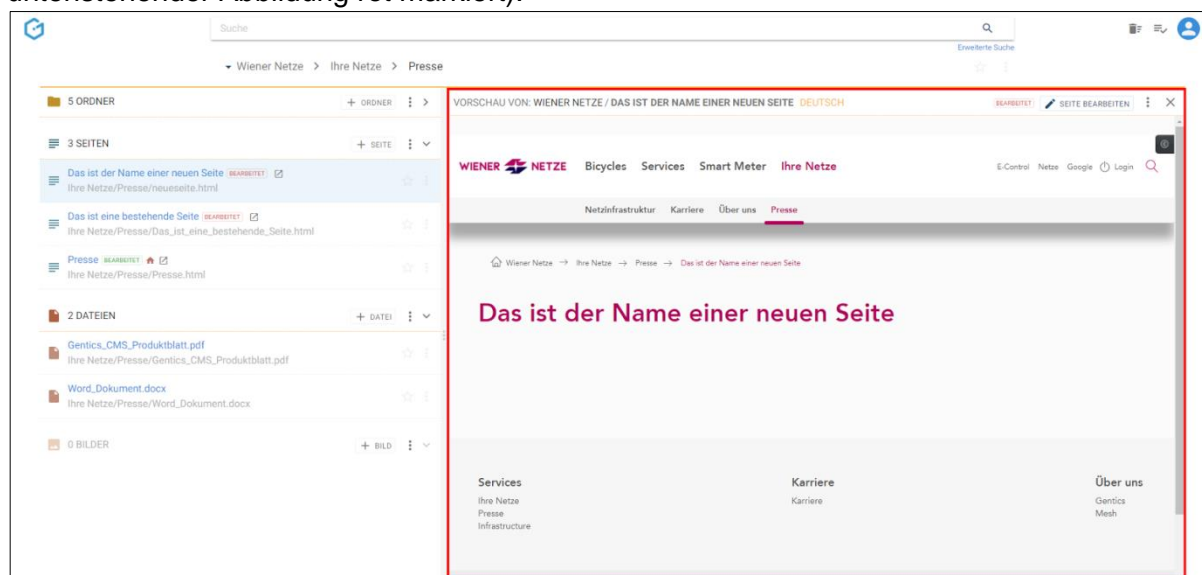 untenstehender Abbildung rot markiert).
Suche
Erweiterte Suche
Wiener Netze > Ihre Netze > Presse
5 ORDNER + ORDNER
3 SEITEN + SEITE
Das ist der Name einer neuen Seite BEARBEITET
Ihre Netze/Presse/neueseite.html
Das ist eine bestehende Seite BEARBEITET
Ihre Netze/Presse/Das_ist_eine_bestehende_Seite.html
Presse BEARBEITET
Ihre Netze/Presse/Presse.html
2 DATEIEN + DATEI
Gentics_CMS_Produktblatt.pdf
Ihre Netze/Presse/Gentics_CMS_Produktblatt.pdf
Word_Dokument.docx
Ihre Netze/Presse/Word_Dokument.docx
0 BILDER + BILD
VORSCHAU VON: WIENER NETZE / DAS IST DER NAME EINER NEUEN SEITE DEUTSCH BEARBEITET SEITE BEARBEITEN
WIENER NETZE Bicycles Services Smart Meter Ihre Netze E-Control Netze Google Login
Netzinfrastruktur Karriere Über uns Presse
Wiener Netze → Ihre Netze → Presse → Das ist der Name einer neuen Seite
Das ist der Name einer neuen Seite
Services Karriere Über uns
Ihre Netze Karriere Gentics
Presse Mesh
Infrastructure